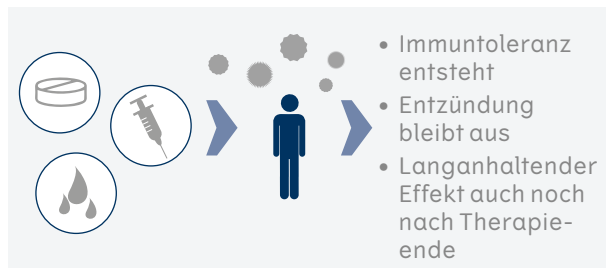 • Immuntoleranz
entsteht
• Entzündung
bleibt aus
• Langanhaltender
Effekt auch noch
nach Therapie-
ende